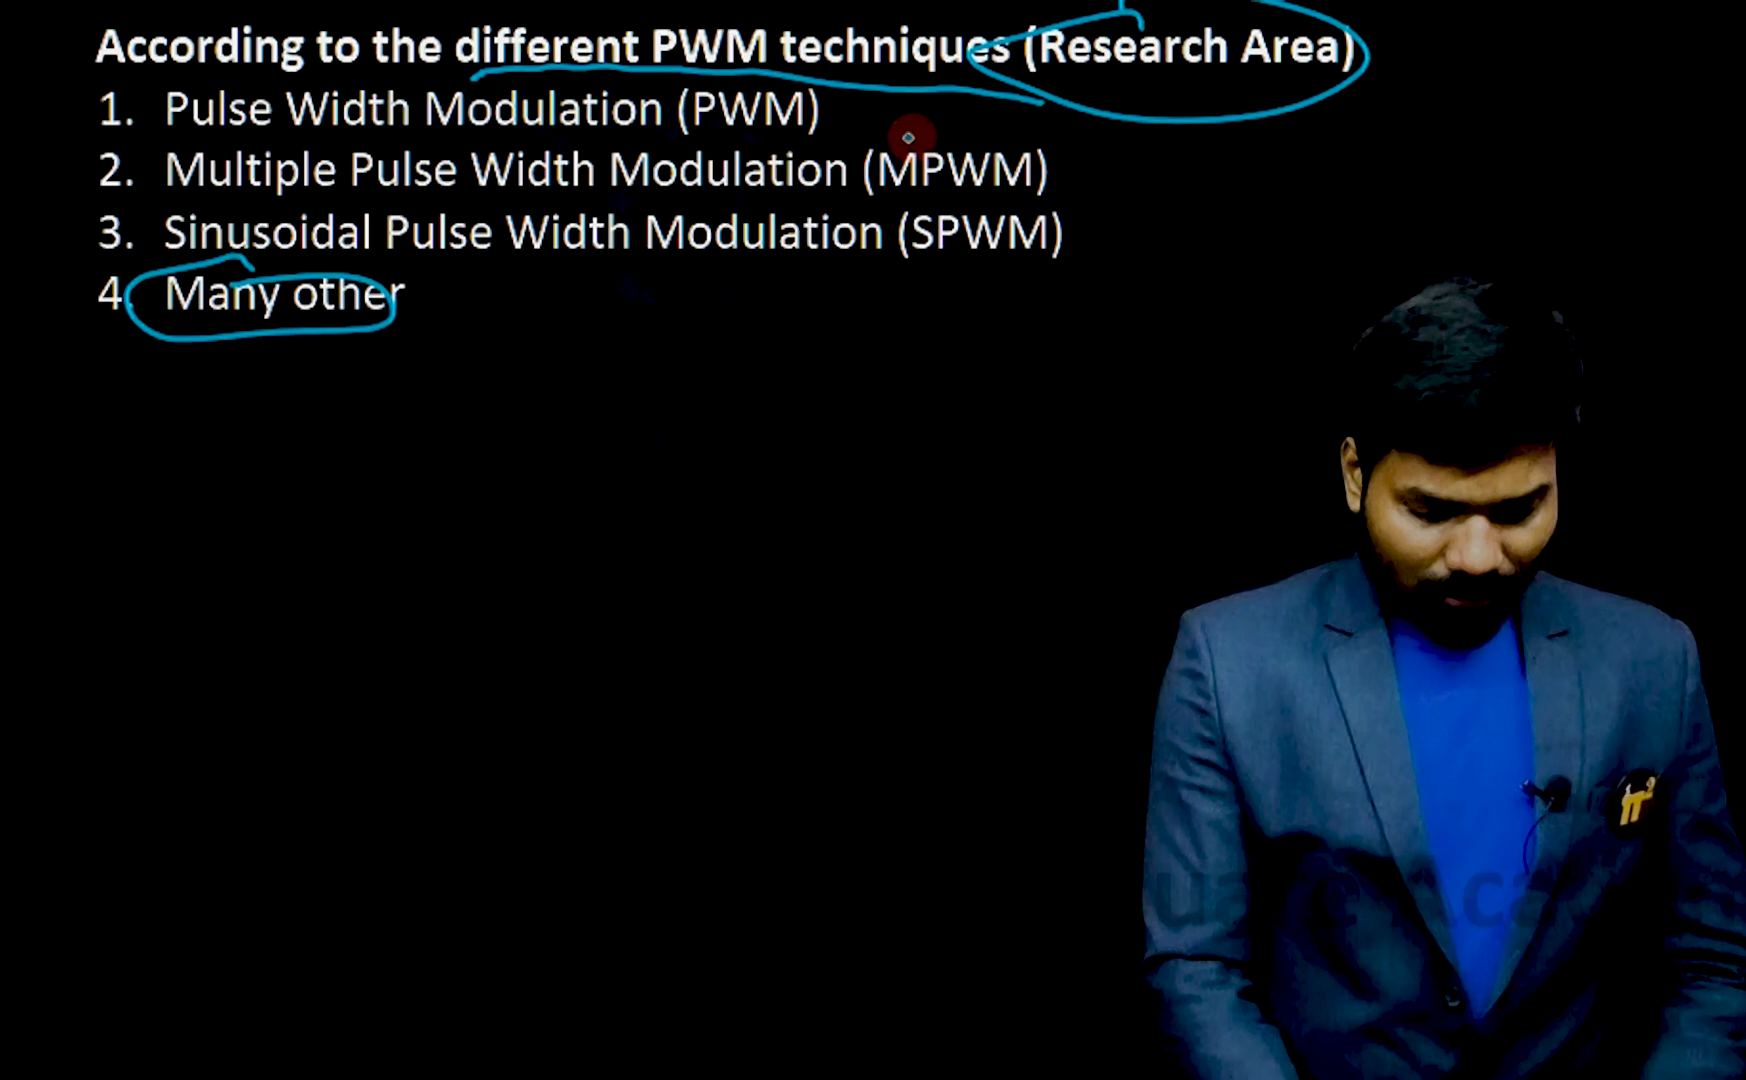 According to the different PWM techniques (Research Area)
1. Pulse Width Modulation (PWM)
2. Multiple Pulse Width Modulation (MPWM)
3. Sinusoidal Pulse Width Modulation (SPWM)
4. Many other